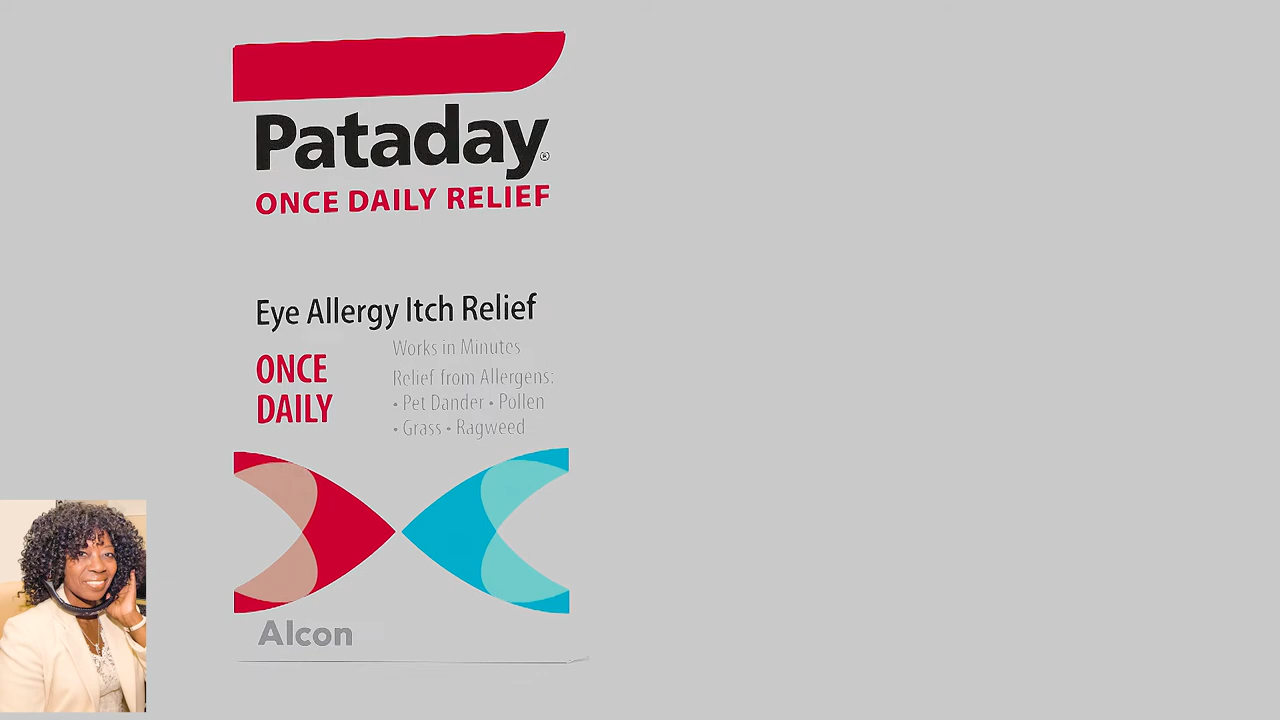 Pataday®
ONCE DAILY RELIEF
Eye Allergy Itch Relief
ONCE
DAILY
Works in Minutes
Relief from Allergens:
• Pet Dander • Pollen
• Grass • Ragweed
Alcon